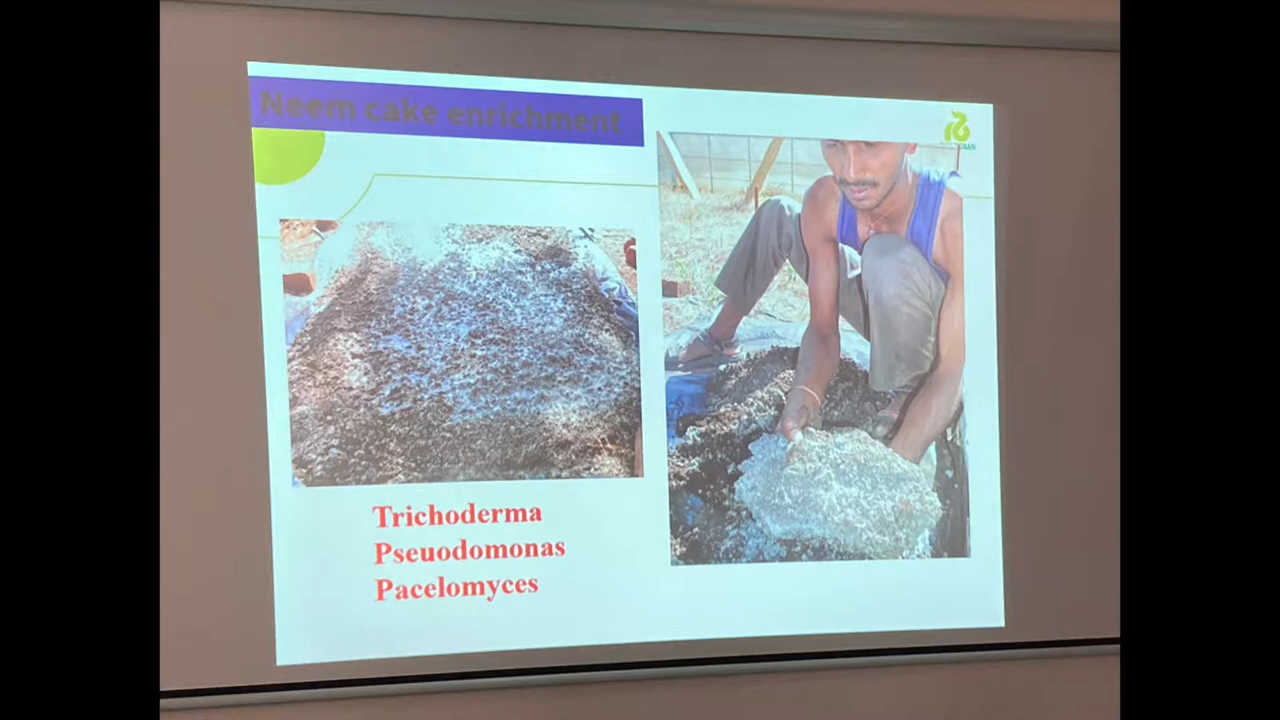 Neem cake enrichment
Trichoderma
Pseuodomonas
Pacelomyces